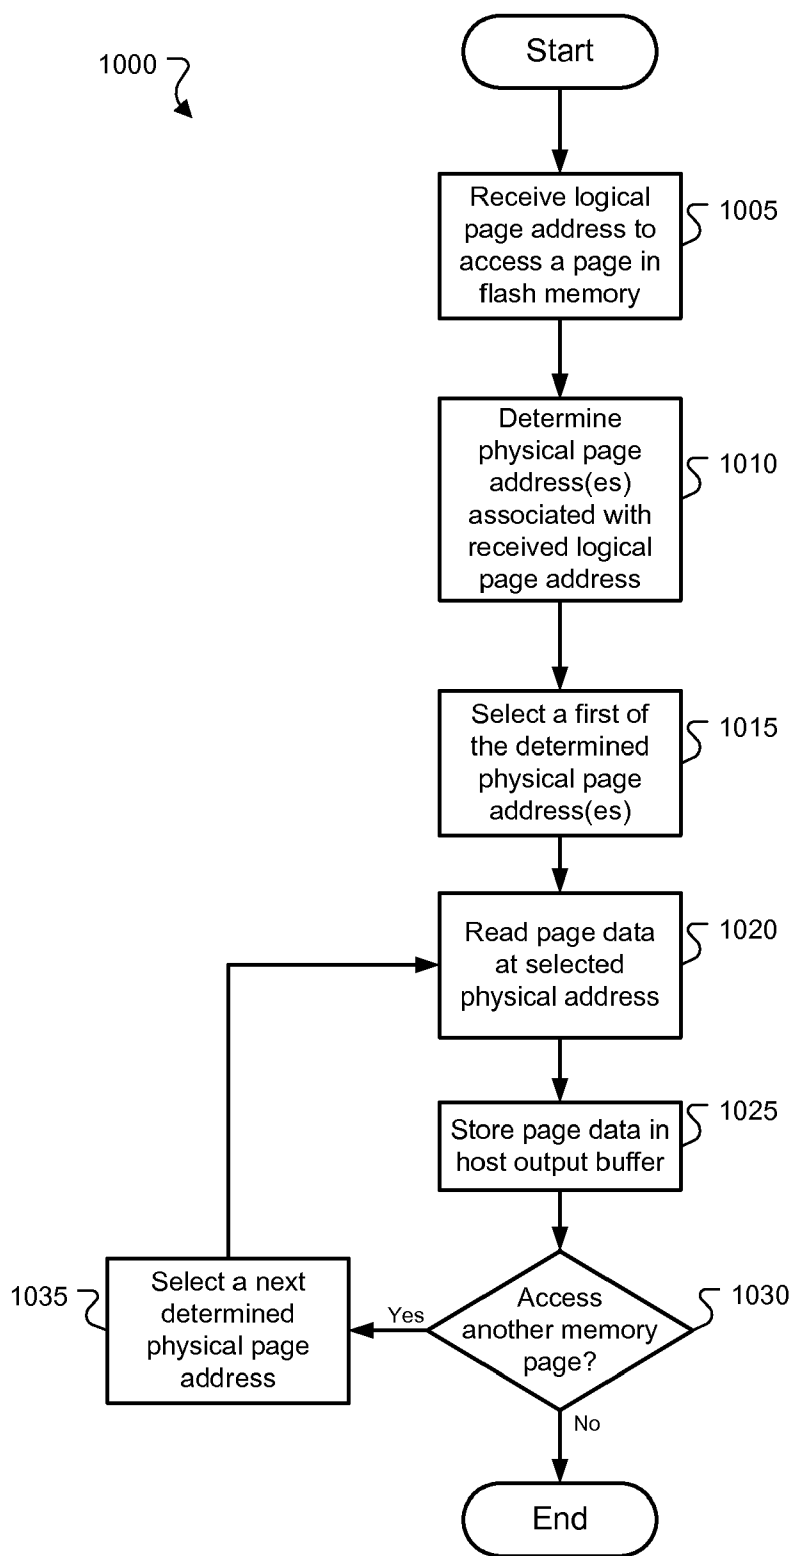 Start
1000
Receive logical
page address to
access a page in
flash memory
1005
Determine
physical page
address(es)
associated with
received logical
page address
1010
Select a first of
the determined
physical page
address(es)
1015
Read page data
at selected
physical address
1020
Store page data in
host output buffer
1025
Access
another memory
page?
1030
Yes
Select a next
determined
physical page
address
1035
No
End